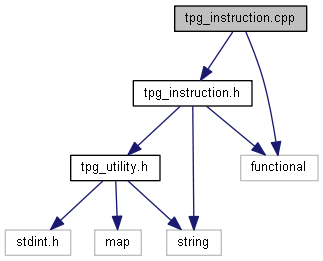 tpg_instruction.cpp
tpg_instruction.h
tpg_utility.h
functional
stdint.h
map
string